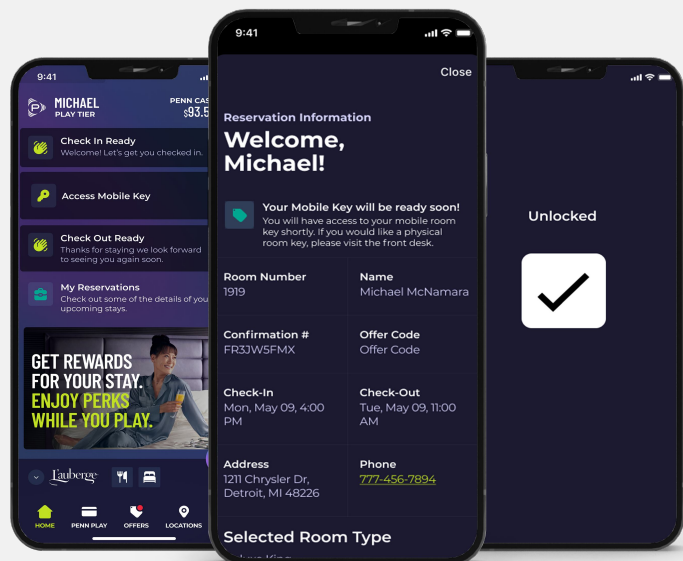 9:41
MICHAEL
PLAY TIER
PENN CAS
$93.5
Check In Ready
Welcome! Let's get you checked in.
Access Mobile Key
Check Out Ready
Thanks for staying we look forward
to seeing you again soon.
My Reservations
Check out some of the details of you
upcoming stays.
GET REWARDS
FOR YOUR STAY.
ENJOY PERKS
WHILE YOU PLAY.
L'auberge
HOME
PENN PLAY
OFFERS
LOCATIONS
9:41
Close
Reservation Information
Welcome,
Michael!
Your Mobile Key will be ready soon!
You will have access to your mobile room
key shortly. If you would like a physical
room key, please visit the front desk.
Room Number
1919
Name
Michael McNamara
Confirmation #
FR3JW5FMX
Offer Code
Offer Code
Check-In
Mon, May 09, 4:00
PM
Check-Out
Tue, May 09, 11:00
AM
Address
1211 Chrysler Dr,
Detroit, MI 48226
Phone
777-456-7894
Selected Room Type
Unlocked